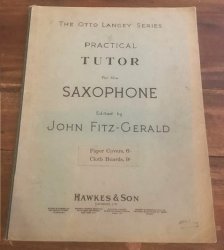 The Otto Langey Series
PRACTICAL
TUTOR
for the
SAXOPHONE
Edited by
JOHN FITZ-GERALD
Paper Covers, 6/-
Cloth Boards, 9/-
HAWKES & SON